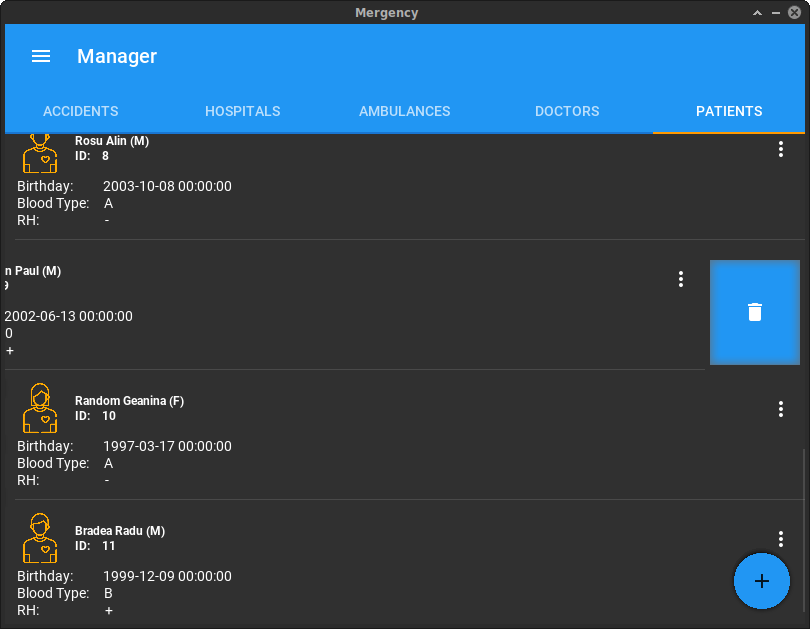 Mergency
Manager
ACCIDENTS HOSPITALS AMBULANCES DOCTORS PATIENTS
Rosu Alin (M)
ID: 8
Birthday: 2003-10-08 00:00:00
Blood Type: A
RH: -
n Paul (M)
9
2002-06-13 00:00:00
0
+
Random Geanina (F)
ID: 10
Birthday: 1997-03-17 00:00:00
Blood Type: A
RH: -
Bradea Radu (M)
ID: 11
Birthday: 1999-12-09 00:00:00
Blood Type: B
RH: +